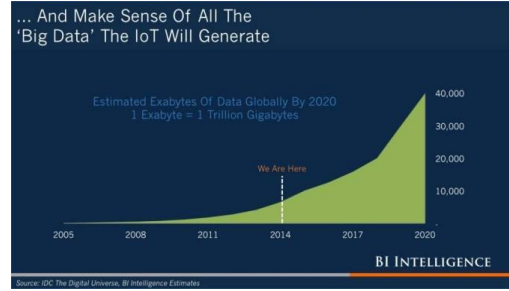 ... And Make Sense Of All The
'Big Data' The IoT Will Generate
Estimated Exabytes Of Data Globally By 2020
1 Exabyte = 1 Trillion Gigabytes
We Are Here
40,000
30,000
20,000
10,000
-
2005 2008 2011 2014 2017 2020
BI INTELLIGENCE
Source: IDC The Digital Universe, BI Intelligence Estimates